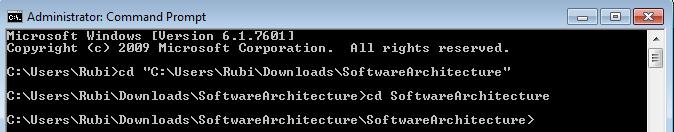 Administrator: Command Prompt
Microsoft Windows [Version 6.1.7601]
Copyright (c) 2009 Microsoft Corporation.  All rights reserved.
C:\Users\Rubi>cd "C:\Users\Rubi\Downloads\SoftwareArchitecture"
C:\Users\Rubi\Downloads\SoftwareArchitecture>cd SoftwareArchitecture
C:\Users\Rubi\Downloads\SoftwareArchitecture\SoftwareArchitecture>